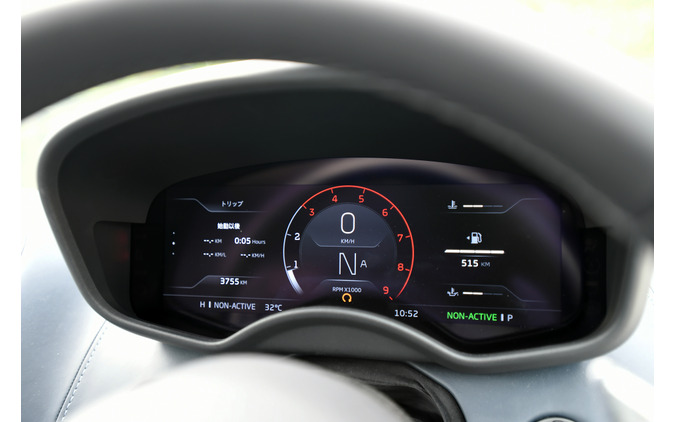 トリップ
始動以後
--.- KM 0:05 Hours
--.- KM/L --.- KM/H
3755 KM
H NON-ACTIVE 32℃
1 2 3 4 5 6 7 8 9
0
KM/H
N A
RPM X1000
515 KM
10:52
NON-ACTIVE P